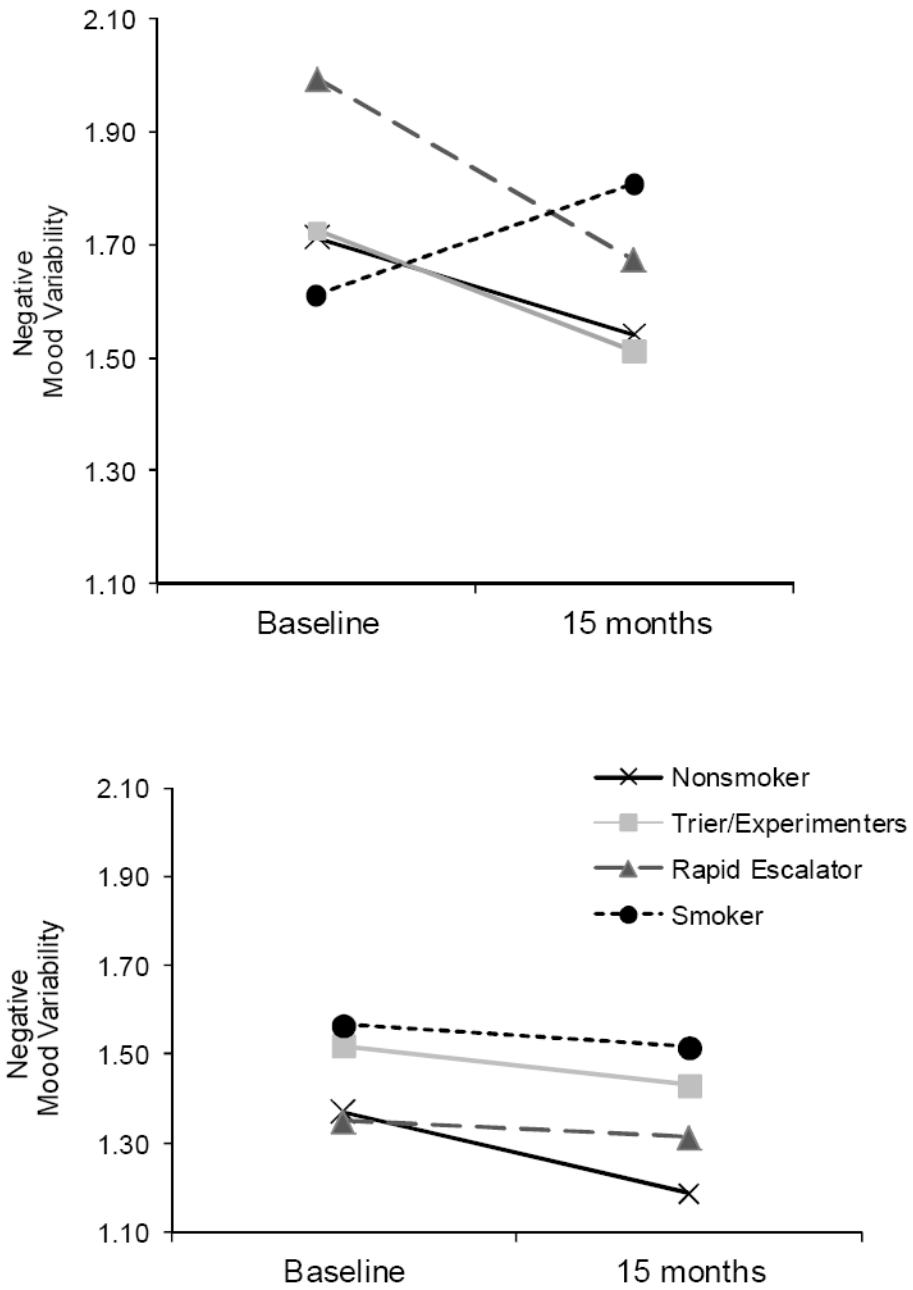 2.10
1.90
1.70
1.50
1.30
1.10
Negative
Mood Variability
Baseline 15 months
2.10
1.90
1.70
1.50
1.30
1.10
Negative
Mood Variability
Nonsmoker
Trier/Experimenters
Rapid Escalator
Smoker
Baseline 15 months